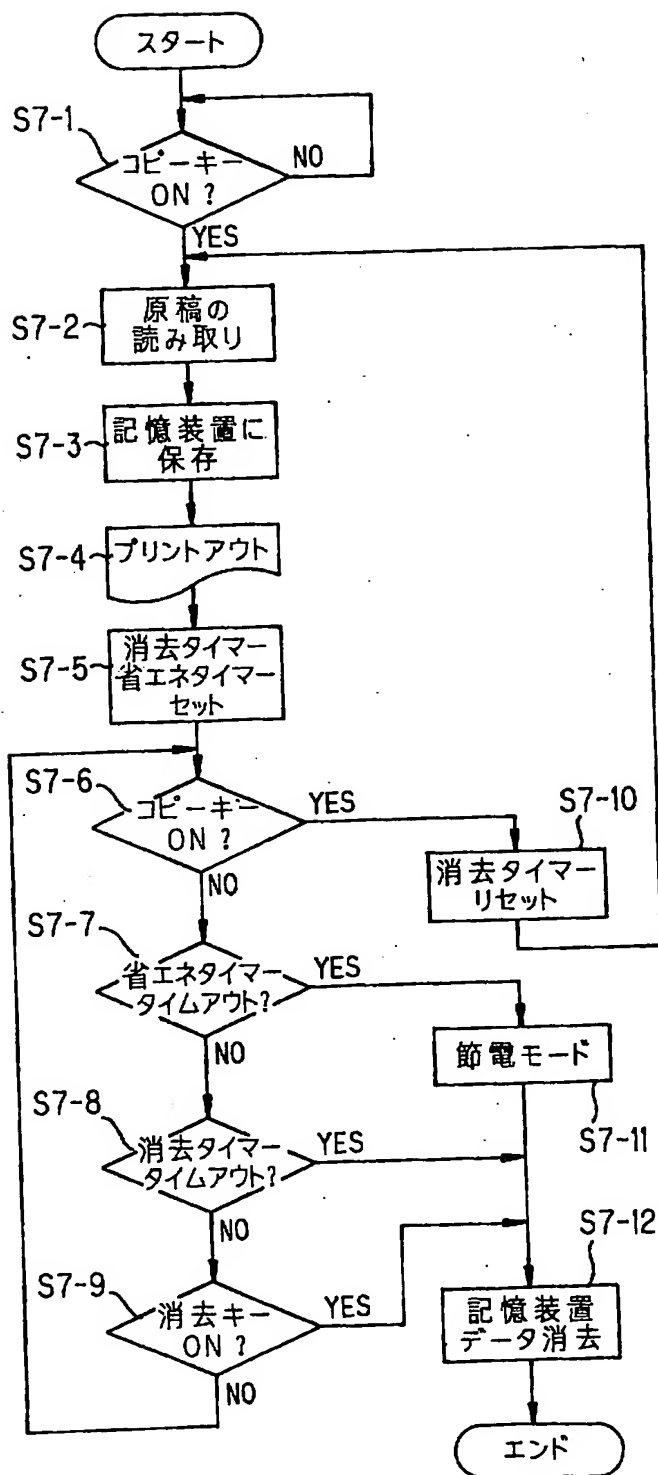 スタート
S7-1
コピーキー
ON ?
NO
YES
S7-2
原稿の
読み取り
S7-3
記憶装置に
保存
S7-4
プリントアウト
S7-5
消去タイマー
省エネタイマー
セット
S7-6
コピーキー
ON ?
YES
NO
S7-10
消去タイマー
リセット
S7-7
省エネタイマー
タイムアウト?
YES
NO
節電モード
S7-11
S7-8
消去タイマー
タイムアウト?
YES
NO
S7-12
記憶装置
データ消去
S7-9
消去キー
ON ?
YES
NO
エンド